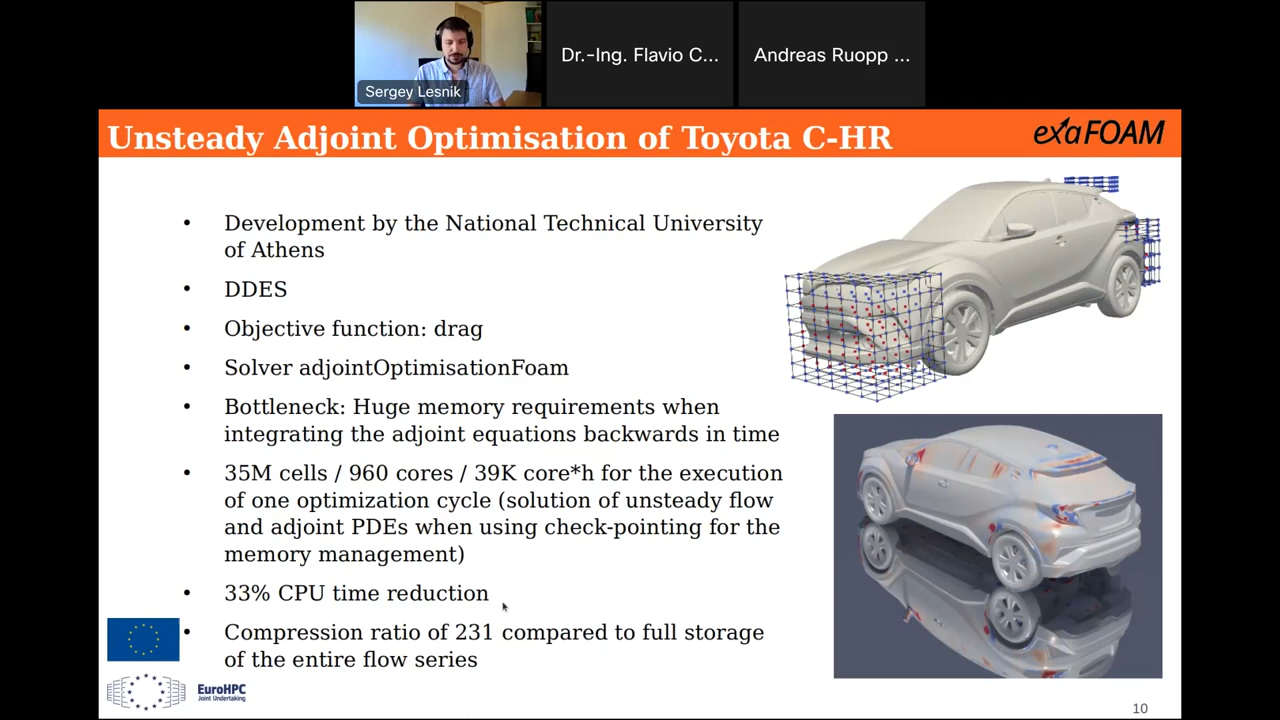 Sergey Lesnik
Dr.-Ing. Flavio C...
Andreas Ruopp ...
Unsteady Adjoint Optimisation of Toyota C-HR
exaFOAM
• Development by the National Technical University
of Athens
• DDES
• Objective function: drag
• Solver adjointOptimisationFoam
• Bottleneck: Huge memory requirements when
integrating the adjoint equations backwards in time
• 35M cells / 960 cores / 39K core*h for the execution
of one optimization cycle (solution of unsteady flow
and adjoint PDEs when using check-pointing for the
memory management)
• 33% CPU time reduction
• Compression ratio of 231 compared to full storage
of the entire flow series
EuroHPC
Joint Undertaking
10